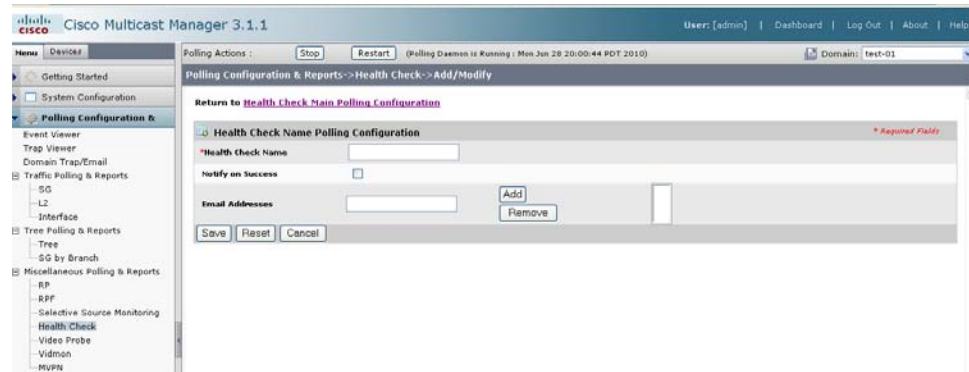 CISCO
Cisco Multicast Manager 3.1.1
User: [admin] | Dashboard | Log Out | About | Help
Menu Devices
Polling Actions : Stop Restart (Polling Daemon is Running : Mon Jun 28 20:00:44 PDT 2010)
Domain: test-01
Getting Started
System Configuration
Polling Configuration &
Event Viewer
Trap Viewer
Domain Trap/Email
Traffic Polling & Reports
SG
L2
Interface
Tree Polling & Reports
Tree
SG by Branch
Miscellaneous Polling & Reports
RP
RPF
Selective Source Monitoring
Health Check
Video Probe
Vidmon
MVPN
Polling Configuration & Reports->Health Check->Add/Modify
Return to Health Check Main Polling Configuration
Health Check Name Polling Configuration
* Required Fields
*Health Check Name
Notify on Success
Email Addresses
Add
Remove
Save Reset Cancel